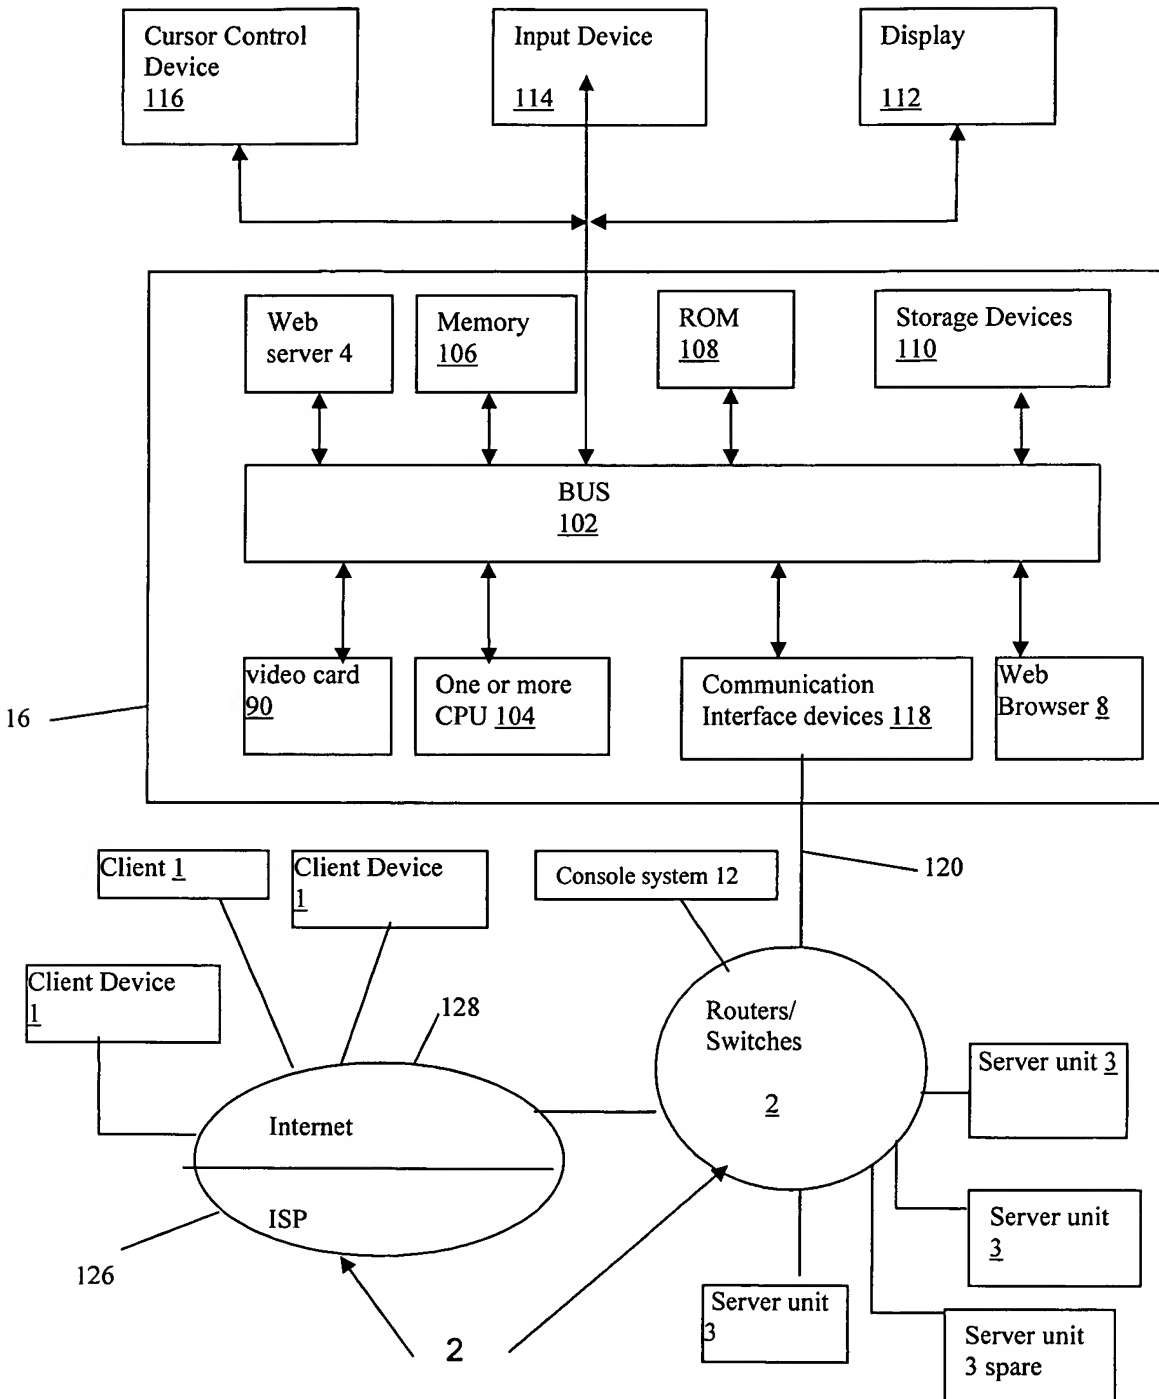 Cursor Control
Device
116
Input Device
114
Display
112
Web
server 4
Memory
106
ROM
108
Storage Devices
110
BUS
102
video card
90
One or more
CPU 104
Communication
Interface devices 118
Web
Browser 8
16
Client 1
Client Device
1
Console system 12
120
Client Device
1
128
Routers/
Switches
2
Server unit 3
Internet
ISP
126
Server unit
3
Server unit
3
2
Server unit
3 spare